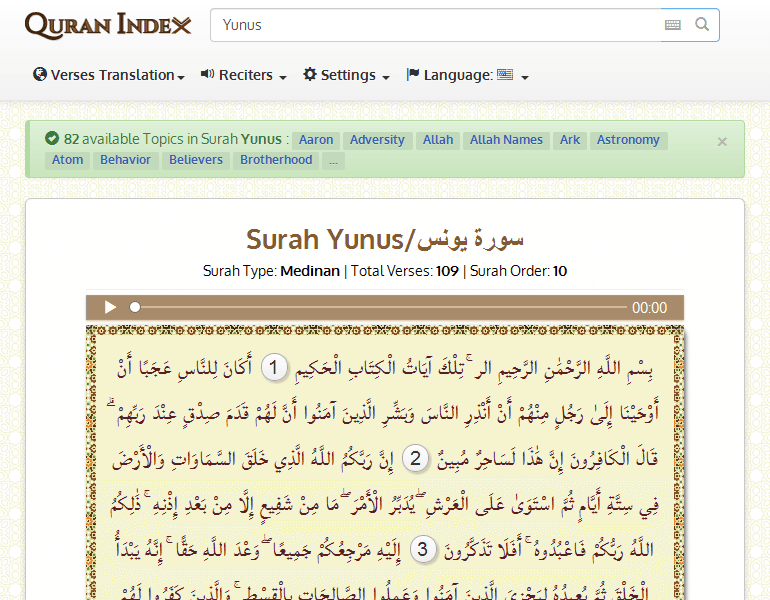 QURAN INDEX
Yunus
Verses Translation Reciters Settings Language:
82 available Topics in Surah Yunus : Aaron Adversity Allah Allah Names Ark Astronomy ×
Atom Behavior Believers Brotherhood ...
Surah Yunus/سورة يونس
Surah Type: Medinan | Total Verses: 109 | Surah Order: 10
00:00
بِسْمِ اللَّهِ الرَّحْمَٰنِ الرَّحِيمِ الر ۚ تِلْكَ آيَاتُ الْكِتَابِ الْحَكِيمِ 1 أَكَانَ لِلنَّاسِ عَجَبًا أَنْ
أَوْحَيْنَا إِلَىٰ رَجُلٍ مِنْهُمْ أَنْ أَنْذِرِ النَّاسَ وَبَشِّرِ الَّذِينَ آمَنُوا أَنَّ لَهُمْ قَدَمَ صِدْقٍ عِنْدَ رَبِّهِمْ ۗ
قَالَ الْكَافِرُونَ إِنَّ هَٰذَا لَسَاحِرٌ مُبِينٌ 2 إِنَّ رَبَّكُمُ اللَّهُ الَّذِي خَلَقَ السَّمَاوَاتِ وَالْأَرْضَ
فِي سِتَّةِ أَيَّامٍ ثُمَّ اسْتَوَىٰ عَلَى الْعَرْشِ ۖ يُدَبِّرُ الْأَمْرَ ۖ مَا مِنْ شَفِيعٍ إِلَّا مِنْ بَعْدِ إِذْنِهِ ۚ ذَٰلِكُمُ
اللَّهُ رَبُّكُمْ فَاعْبُدُوهُ ۚ أَفَلَا تَذَكَّرُونَ 3 إِلَيْهِ مَرْجِعُكُمْ جَمِيعًا ۖ وَعْدَ اللَّهِ حَقًّا ۚ إِنَّهُ يَبْدَأُ
الْخَلْقَ ثُمَّ يُعِيدُهُ لِيَجْزِيَ الَّذِينَ آمَنُوا وَعَمِلُوا الصَّالِحَاتِ بِالْقِسْطِ ۚ وَالَّذِينَ كَفَرُوا لَهُمْ